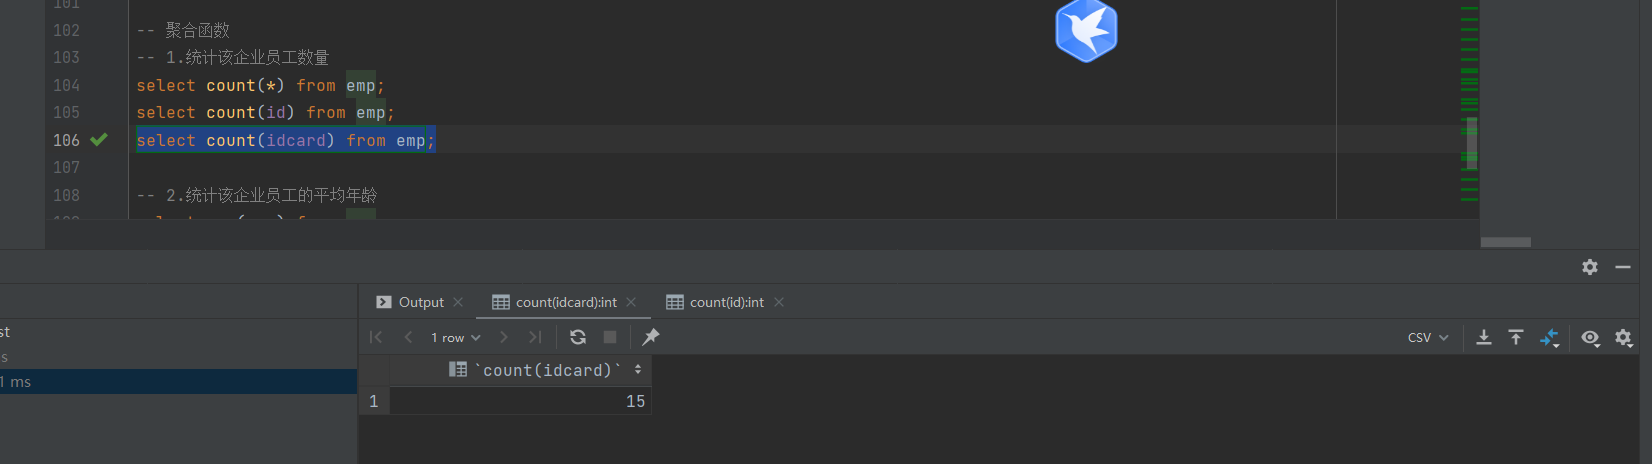 101
102 -- 聚合函数
103 -- 1.统计该企业员工数量
104 select count(*) from emp;
105 select count(id) from emp;
106 select count(idcard) from emp;
107
108 -- 2.统计该企业员工的平均年龄
Output count(idcard):int count(id):int
st
1 row CSV
s
`count(idcard)`
1 ms
1 15